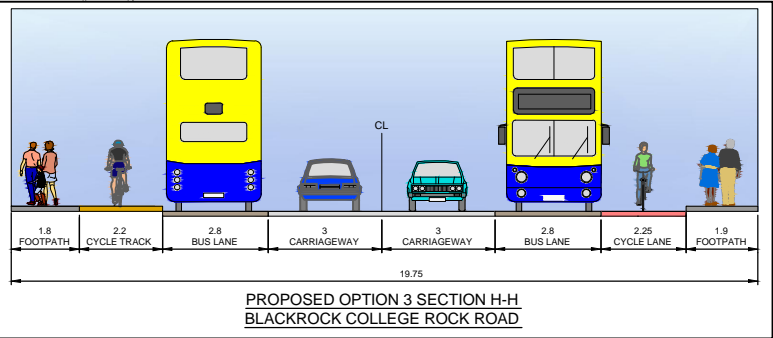 CL
1.8
FOOTPATH
2.2
CYCLE TRACK
2.8
BUS LANE
3
CARRIAGEWAY
3
CARRIAGEWAY
2.8
BUS LANE
2.25
CYCLE LANE
1.9
FOOTPATH
19.75
PROPOSED OPTION 3 SECTION H-H
BLACKROCK COLLEGE ROCK ROAD